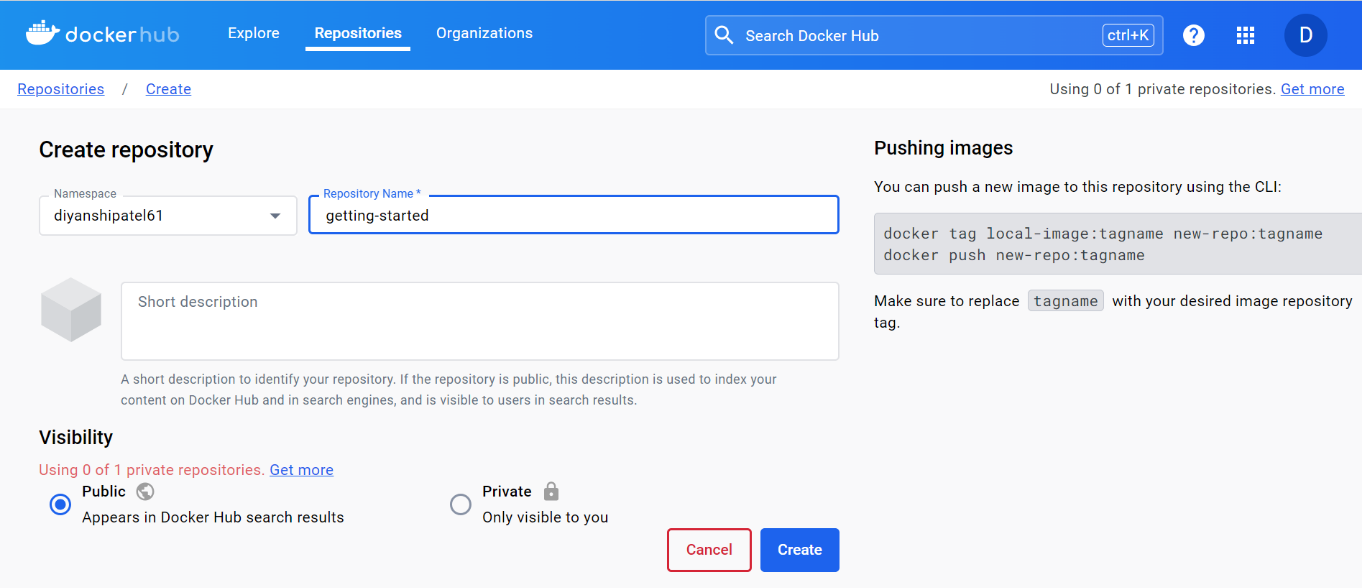 dockerhub Explore Repositories Organizations Search Docker Hub ctrl+K ? D
Repositories / Create Using 0 of 1 private repositories. Get more
Create repository
Namespace
diyanshipatel61
Repository Name *
getting-started
Short description
A short description to identify your repository. If the repository is public, this description is used to index your
content on Docker Hub and in search engines, and is visible to users in search results.
Visibility
Using 0 of 1 private repositories. Get more
Public
Appears in Docker Hub search results
Private
Only visible to you
Cancel Create
Pushing images
You can push a new image to this repository using the CLI:
docker tag local-image:tagname new-repo:tagname
docker push new-repo:tagname
Make sure to replace tagname with your desired image repository
tag.